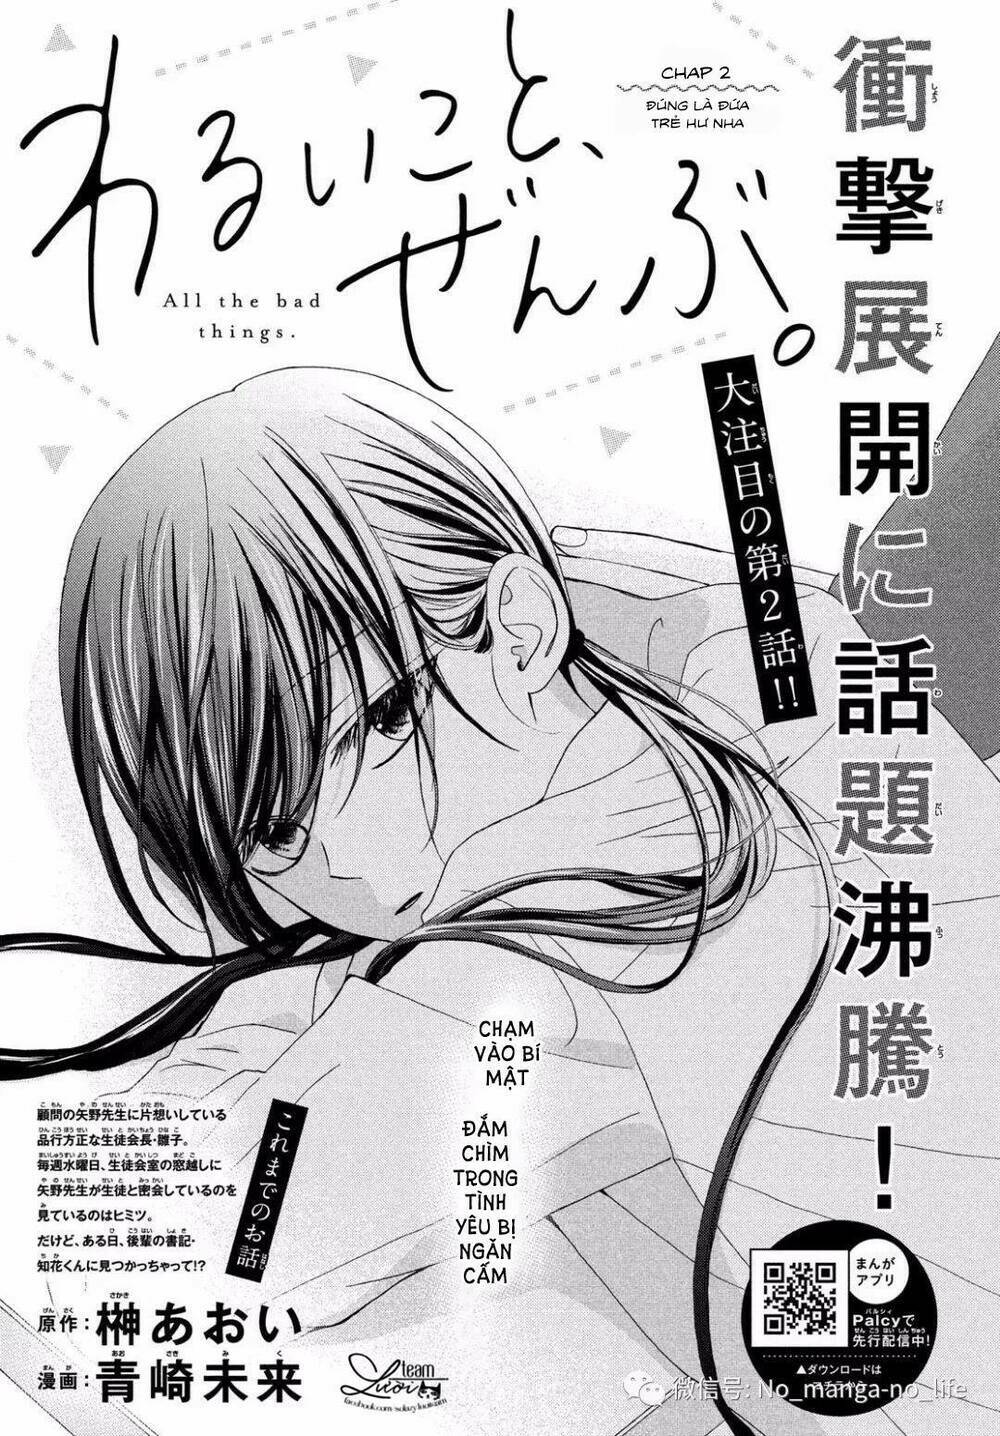 CHAP 2
ĐÚNG LÀ ĐỨA
TRẺ HƯ NHA
わるいこと、
ぜんぶ。
All the bad
things.
衝撃展開に話題沸騰！
大注目の第2話!!
CHẠM
VÀO BÍ
MẬT
ĐẮM
CHÌM
TRONG
TÌNH
YÊU BỊ
NGĂN
CẤM
これまでのお話
顧問の矢野先生に片想いしている
品行方正な生徒会長・雛子。
毎週水曜日、生徒会室の窓越しに
矢野先生が生徒と密会しているのを
見ているのはヒミツ。
だけど、ある日、後輩の書記・
知花くんに見つかっちゃって!?
原作：榊あおい
漫画：青崎未来
team
Lười
まんが
アプリ
Palcyで
先行配信中!
▲ダウンロードは
微信号: No_manga-no_life